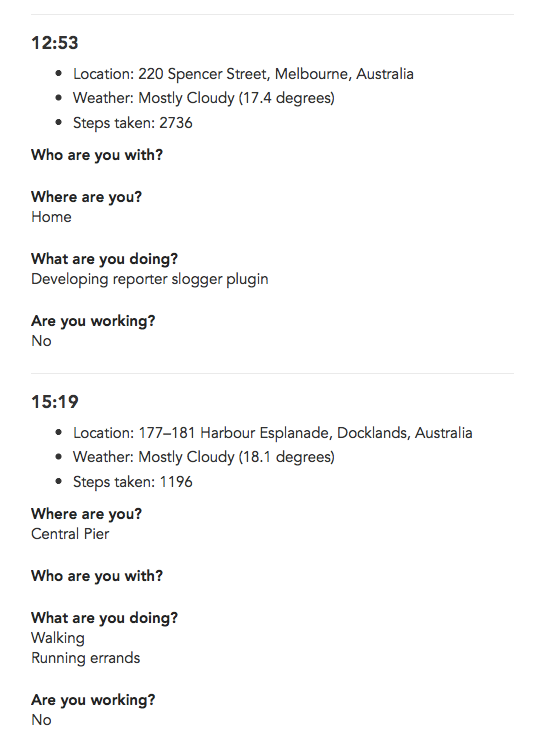 12:53
• Location: 220 Spencer Street, Melbourne, Australia
• Weather: Mostly Cloudy (17.4 degrees)
• Steps taken: 2736
Who are you with?
Where are you?
Home
What are you doing?
Developing reporter slogger plugin
Are you working?
No
15:19
• Location: 177–181 Harbour Esplanade, Docklands, Australia
• Weather: Mostly Cloudy (18.1 degrees)
• Steps taken: 1196
Where are you?
Central Pier
Who are you with?
What are you doing?
Walking
Running errands
Are you working?
No